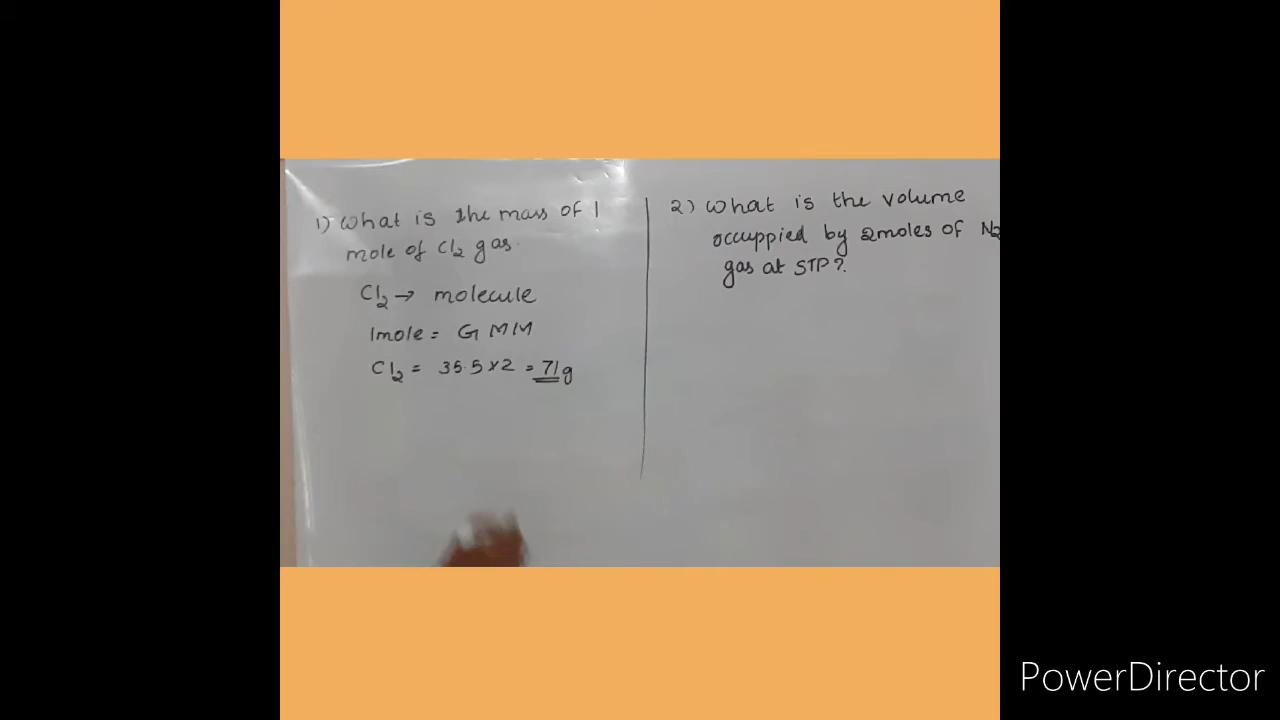 1) What is the mass of 1
mole of Cl2 gas.
Cl2 → molecule
1mole = GMM
Cl2 = 35.5 x 2 = 71g
2) What is the volume
occuppied by 2moles of N2
gas at STP?
PowerDirector